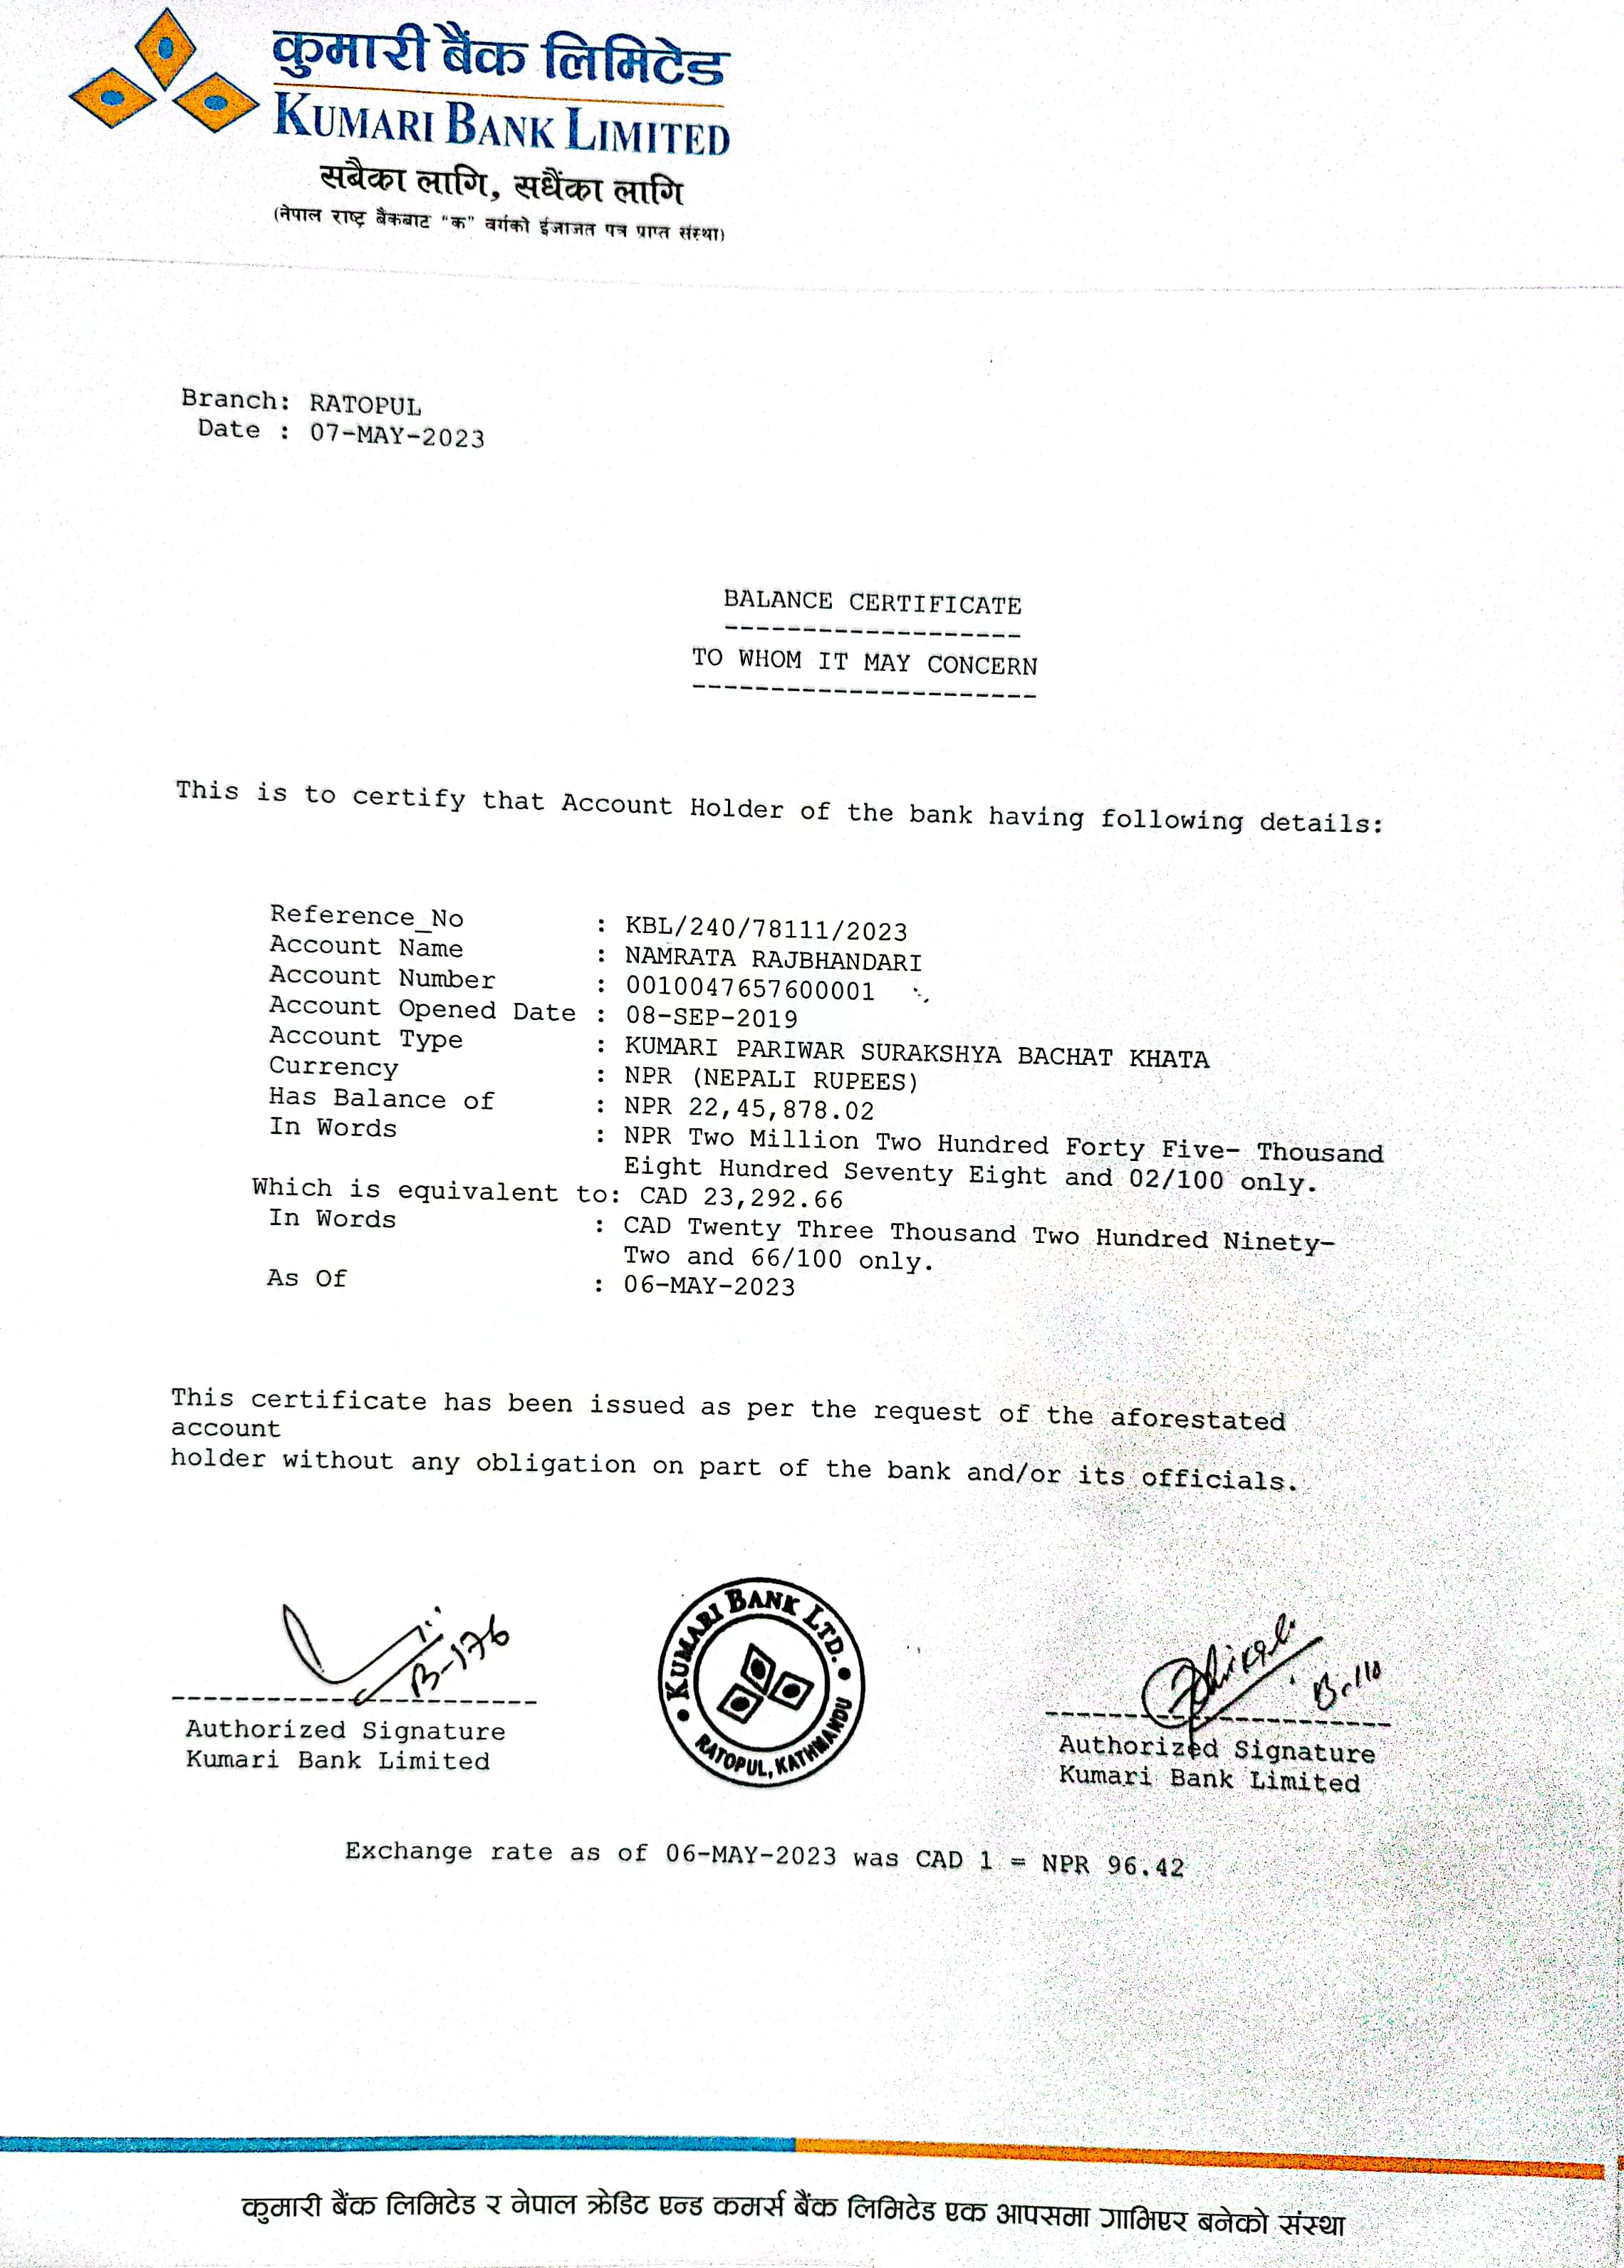 कुमारी बैंक लिमिटेड
KUMARI BANK LIMITED
सबैका लागि, सधैंका लागि
(नेपाल राष्ट्र बैंकबाट "क" वर्गको ईजाजत पत्र प्राप्त संस्था)
Branch: RATOPUL
Date : 07-MAY-2023
BALANCE CERTIFICATE
-------------------
TO WHOM IT MAY CONCERN
----------------------
This is to certify that Account Holder of the bank having following details:
Reference_No : KBL/240/78111/2023
Account Name : NAMRATA RAJBHANDARI
Account Number : 0010047657600001
Account Opened Date : 08-SEP-2019
Account Type : KUMARI PARIWAR SURAKSHYA BACHAT KHATA
Currency : NPR (NEPALI RUPEES)
Has Balance of : NPR 22,45,878.02
In Words : NPR Two Million Two Hundred Forty Five- Thousand
Eight Hundred Seventy Eight and 02/100 only.
Which is equivalent to: CAD 23,292.66
In Words : CAD Twenty Three Thousand Two Hundred Ninety-
Two and 66/100 only.
As Of : 06-MAY-2023
This certificate has been issued as per the request of the aforestated
account
holder without any obligation on part of the bank and/or its officials.
B-176
B-110
KUMARI BANK LTD.
RATOPUL, KATHMANDU
Authorized Signature
Kumari Bank Limited
Authorized Signature
Kumari Bank Limited
Exchange rate as of 06-MAY-2023 was CAD 1 = NPR 96.42
कुमारी बैंक लिमिटेड र नेपाल क्रेडिट एन्ड कमर्स बैंक लिमिटेड एक आपसमा गाभिएर बनेको संस्था